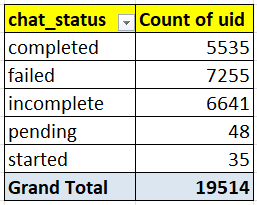 chat_status Count of uid
completed 5535
failed 7255
incomplete 6641
pending 48
started 35
Grand Total 19514